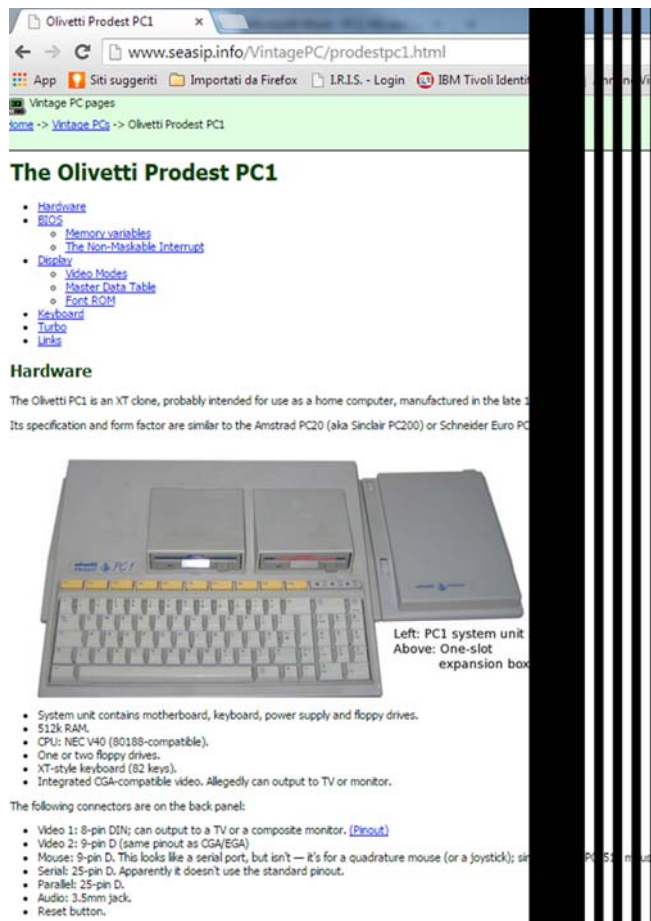 Olivetti Prodest PC1
www.seasip.info/VintagePC/prodestpc1.html
App Siti suggeriti Importati da Firefox I.R.I.S. - Login IBM Tivoli Identit
Vintage PC pages
Home -> Vintage PCs -> Olivetti Prodest PC1
The Olivetti Prodest PC1
Hardware
BIOS
Memory variables
The Non-Maskable Interrupt
Display
Video Modes
Master Data Table
Font ROM
Keyboard
Turbo
Links
Hardware
The Olivetti PC1 is an XT clone, probably intended for use as a home computer, manufactured in the late 1
Its specification and form factor are similar to the Amstrad PC20 (aka Sinclair PC200) or Schneider Euro PC
olivetti prodest PC1
Left: PC1 system unit
Above: One-slot
expansion box
System unit contains motherboard, keyboard, power supply and floppy drives.
512k RAM.
CPU: NEC V40 (80188-compatible).
One or two floppy drives.
XT-style keyboard (82 keys).
Integrated CGA-compatible video. Allegedly can output to TV or monitor.
The following connectors are on the back panel:
Video 1: 8-pin DIN; can output to a TV or a composite monitor. (Pinout)
Video 2: 9-pin D (same pinout as CGA/EGA)
Mouse: 9-pin D. This looks like a serial port, but isn't — it's for a quadrature mouse (or a joystick);
Serial: 25-pin D. Apparently it doesn't use the standard pinout.
Parallel: 25-pin D.
Audio: 3.5mm jack.
Reset button.